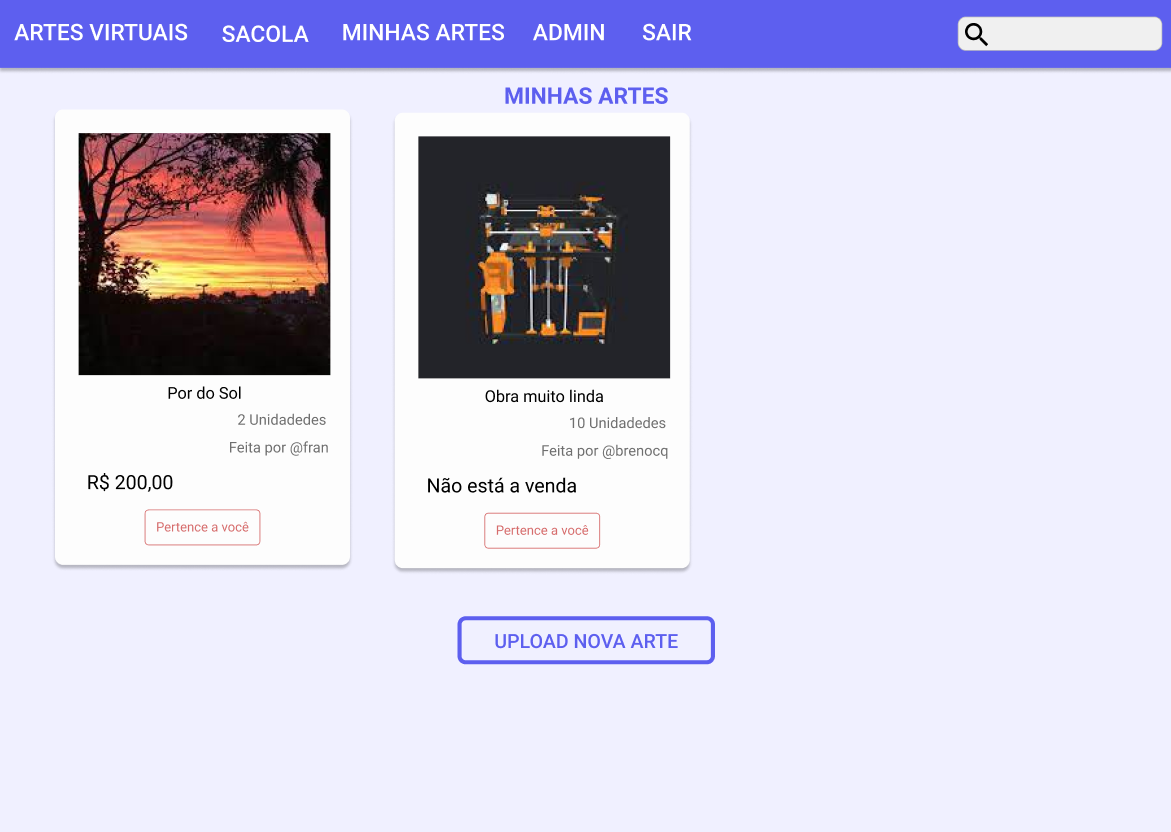 ARTES VIRTUAIS SACOLA MINHAS ARTES ADMIN SAIR
MINHAS ARTES
Por do Sol
2 Unidadedes
Feita por @fran
R$ 200,00
Pertence a você
Obra muito linda
10 Unidadedes
Feita por @brenocq
Não está a venda
Pertence a você
UPLOAD NOVA ARTE